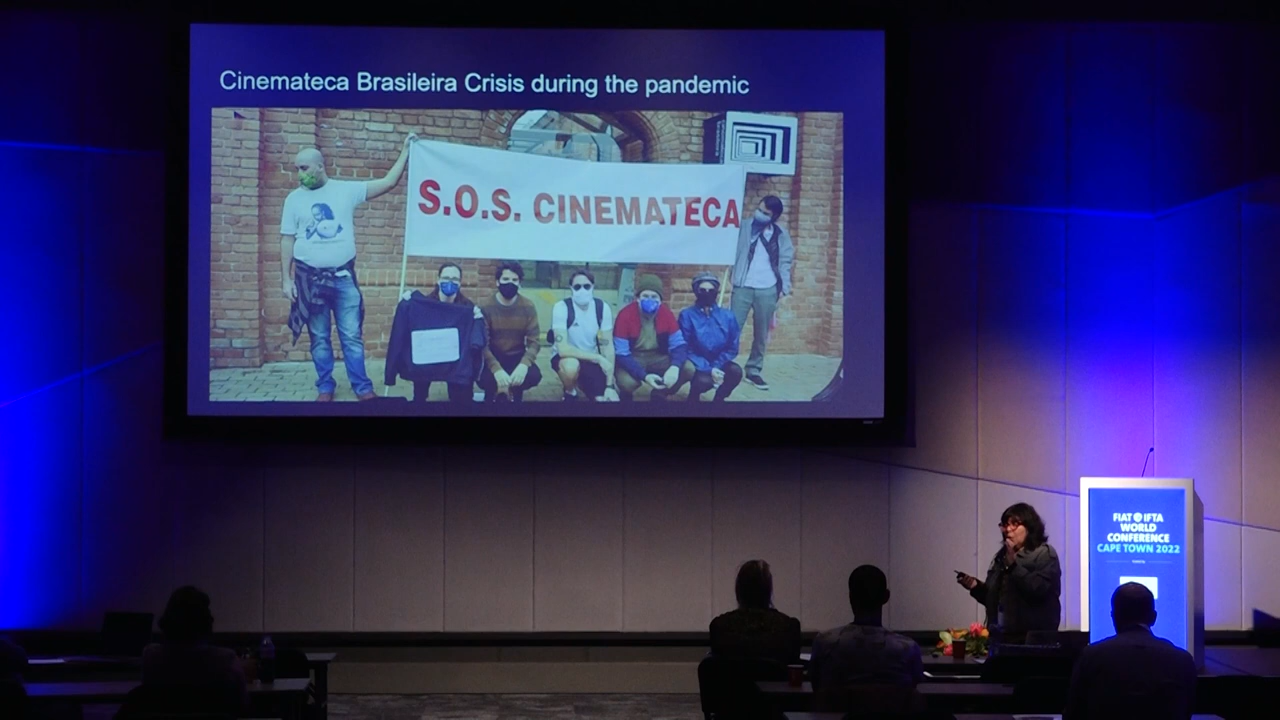 Cinemateca Brasileira Crisis during the pandemic
S.O.S. CINEMATECA
FIAT IFTA
WORLD
CONFERENCE
CAPE TOWN 2022